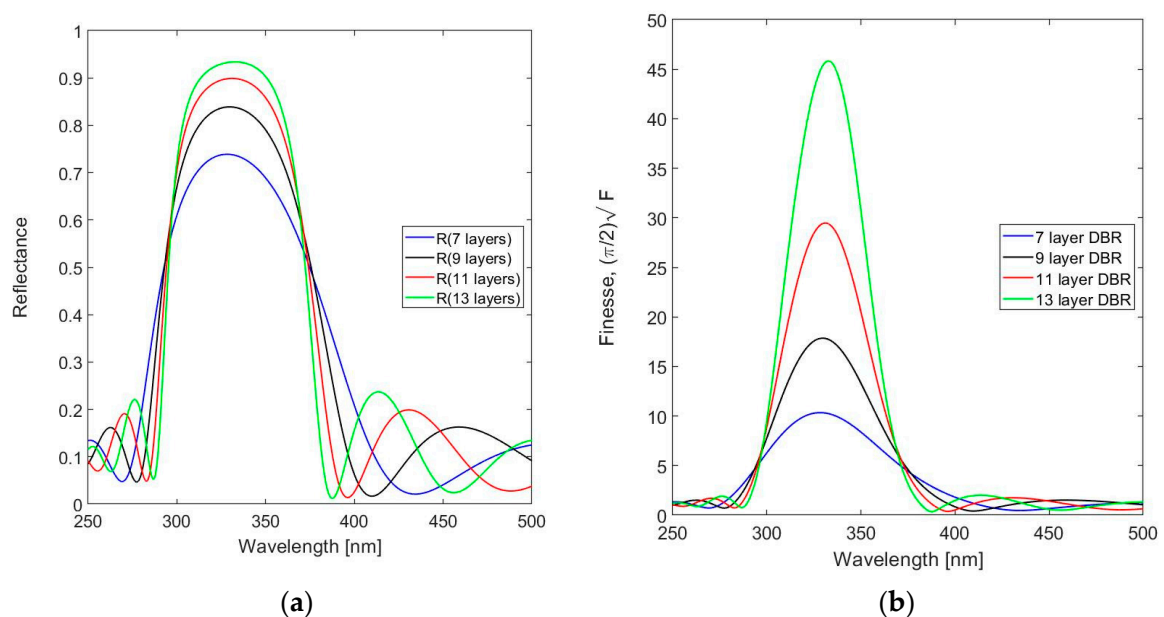 1
0.9
0.8
0.7
0.6
0.5
0.4
0.3
0.2
0.1
0
Reflectance
250 300 350 400 450 500
Wavelength [nm]
R(7 layers)
R(9 layers)
R(11 layers)
R(13 layers)
(a)
50
45
40
35
30
25
20
15
10
5
0
Finesse, (π/2)√ F
250 300 350 400 450 500
Wavelength [nm]
7 layer DBR
9 layer DBR
11 layer DBR
13 layer DBR
(b)